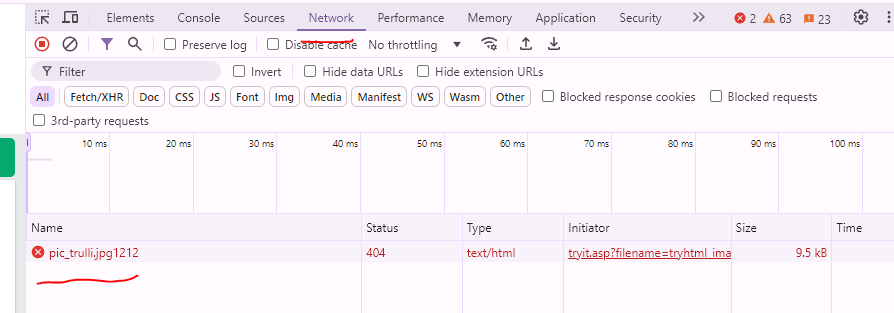 Elements Console Sources Network Performance Memory Application Security 2 63 23
Preserve log Disable cache No throttling
Filter Invert Hide data URLs Hide extension URLs
All Fetch/XHR Doc CSS JS Font Img Media Manifest WS Wasm Other Blocked response cookies Blocked requests
3rd-party requests
10 ms 20 ms 30 ms 40 ms 50 ms 60 ms 70 ms 80 ms 90 ms 100 ms
Name Status Type Initiator Size Time
pic_trulli.jpg1212 404 text/html tryit.asp?filename=tryhtml_ima 9.5 kB